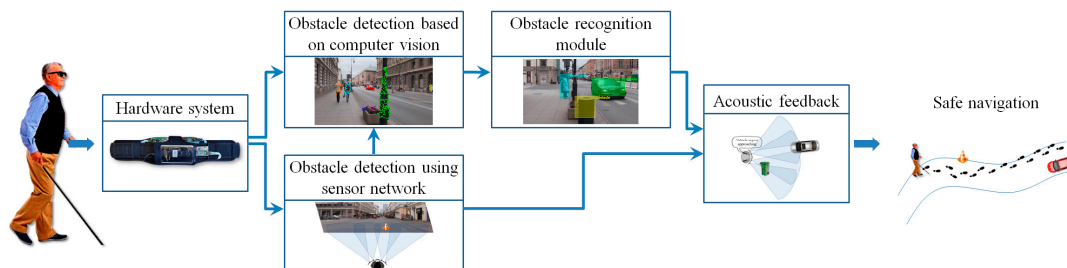 Obstacle detection based
on computer vision
Obstacle recognition
module
Hardware system
Acoustic feedback
Safe navigation
Obstacle detection using
sensor network